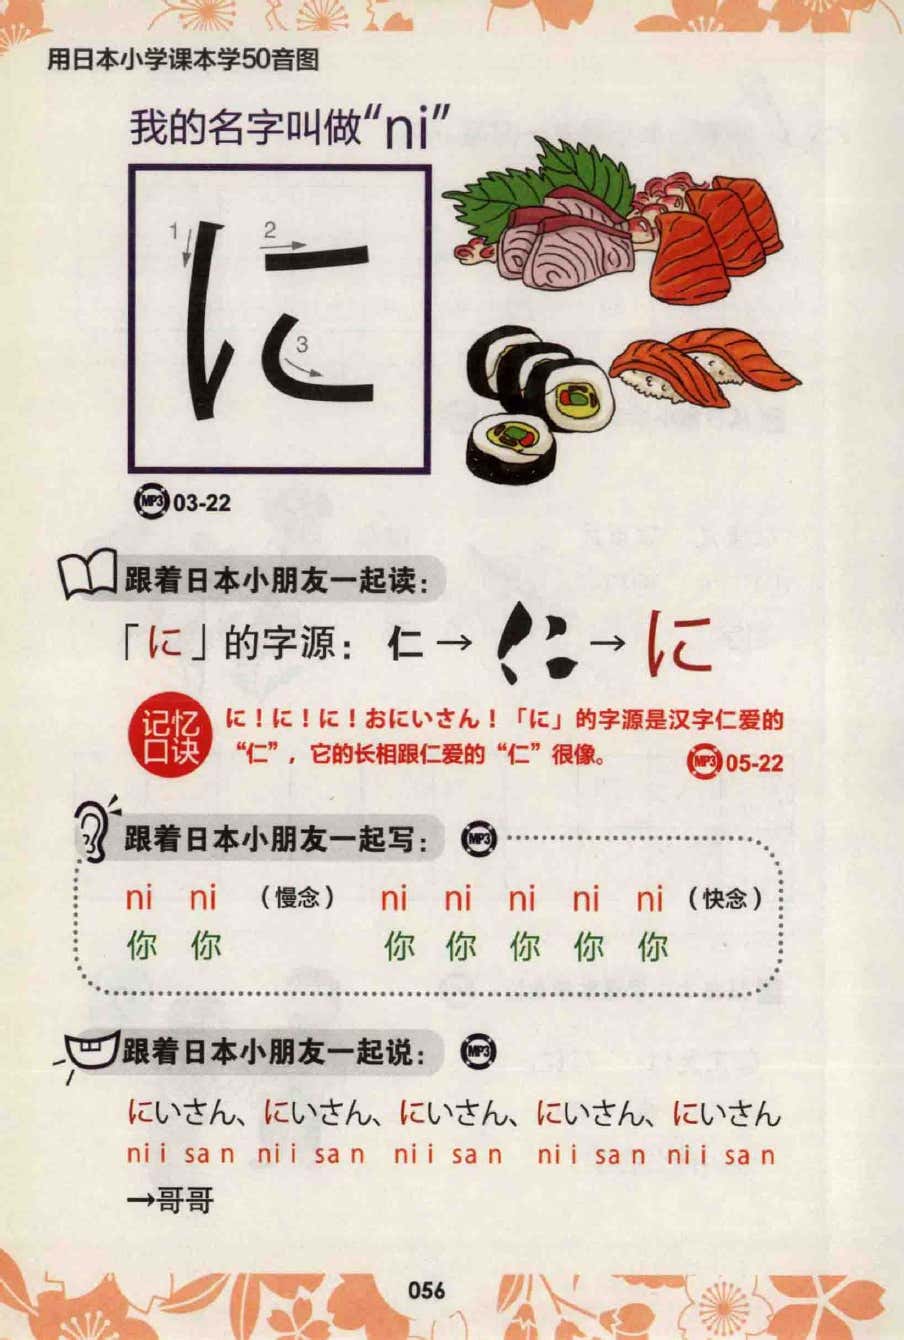 用日本小学课本学50音图
我的名字叫做“ni”
1 2
に
3
MP3 03-22
跟着日本小朋友一起读：
「に」的字源：仁→仁→に
记忆 に！に！に！おにいさん！「に」的字源是汉字仁爱的
口诀 “仁”，它的长相跟仁爱的“仁”很像。 MP3 05-22
跟着日本小朋友一起写： MP3
ni ni （慢念） ni ni ni ni ni （快念）
你 你 你 你 你 你 你
跟着日本小朋友一起说： MP3
にいさん、にいさん、にいさん、にいさん、にいさん
ni i sa n ni i sa n ni i sa n ni i sa n ni i sa n
→哥哥
056